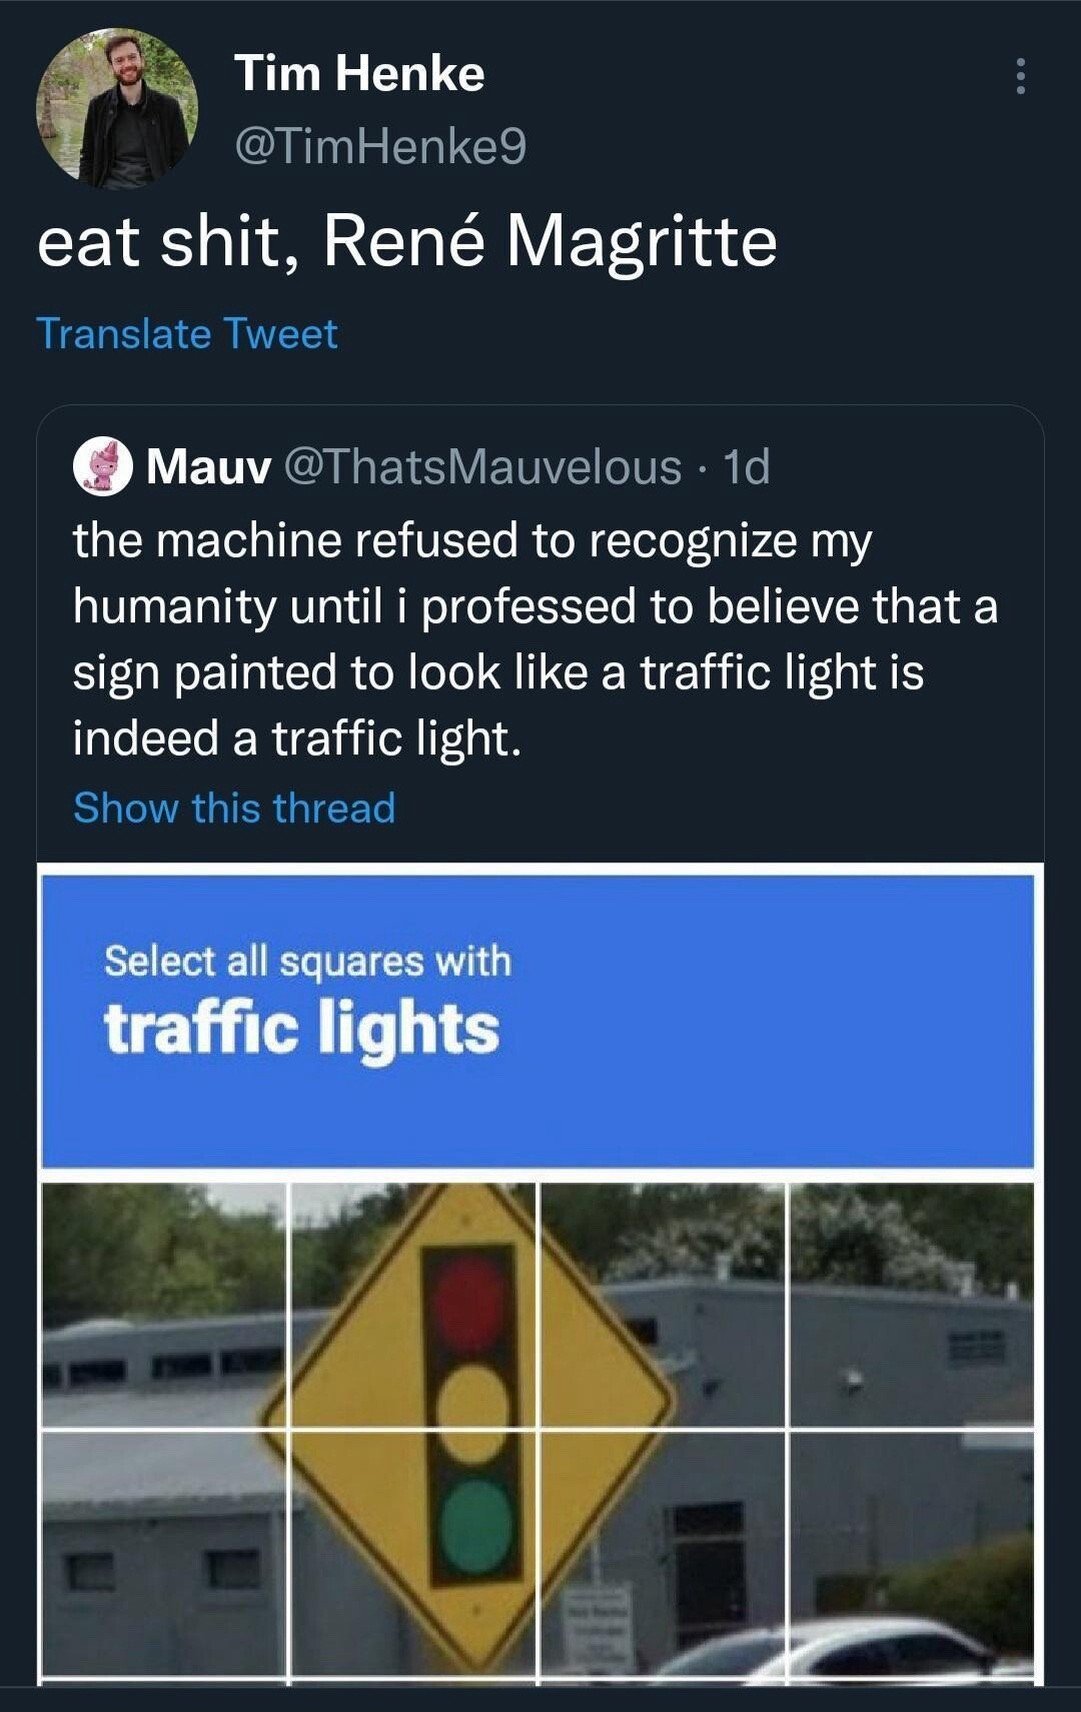 Tim Henke
@TimHenke9
eat shit, René Magritte
Translate Tweet
Mauv @ThatsMauvelous · 1d
the machine refused to recognize my
humanity until i professed to believe that a
sign painted to look like a traffic light is
indeed a traffic light.
Show this thread
Select all squares with
traffic lights